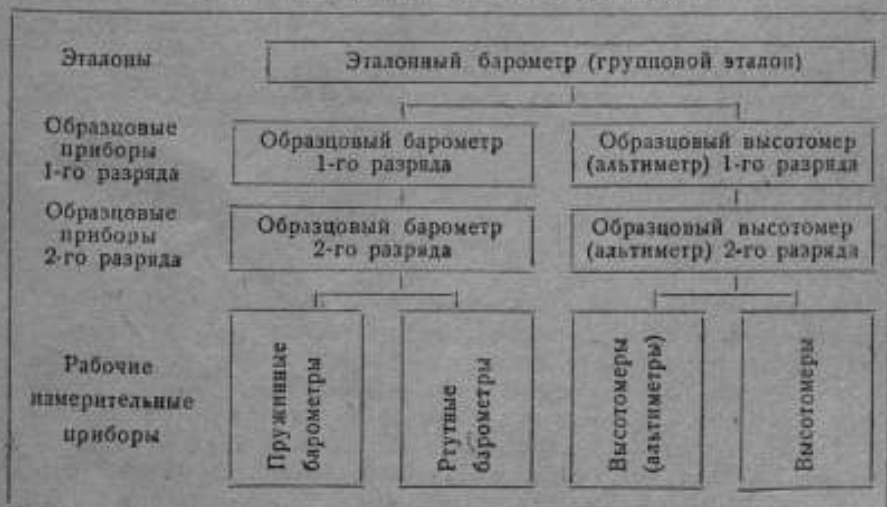 Эталоны
Эталонный барометр (групповой эталон)
Образцовые
приборы
1-го разряда
Образцовый барометр
1-го разряда
Образцовый высотомер
(альтиметр) 1-го разряда
Образцовые
приборы
2-го разряда
Образцовый барометр
2-го разряда
Образцовый высотомер
(альтиметр) 2-го разряда
Рабочие
измерительные
приборы
Пружинные
барометры
Ртутные
барометры
Высотомеры
(альтиметры)
Высотомеры